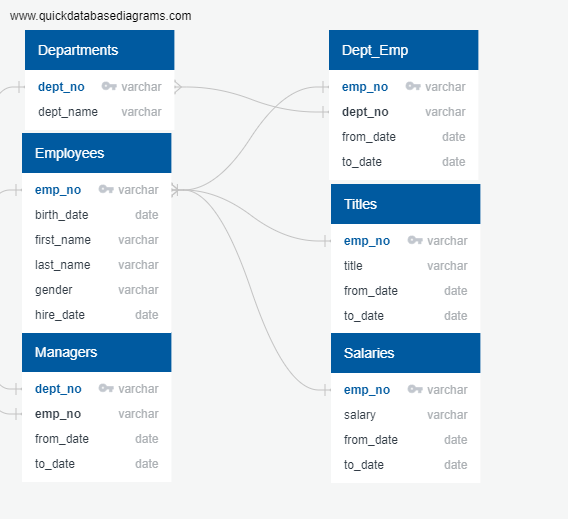 www.quickdatabasediagrams.com
Departments
dept_no varchar
dept_name varchar
Employees
emp_no varchar
birth_date date
first_name varchar
last_name varchar
gender varchar
hire_date date
Managers
dept_no varchar
emp_no varchar
from_date date
to_date date
Dept_Emp
emp_no varchar
dept_no varchar
from_date date
to_date date
Titles
emp_no varchar
title varchar
from_date date
to_date date
Salaries
emp_no varchar
salary varchar
from_date date
to_date date